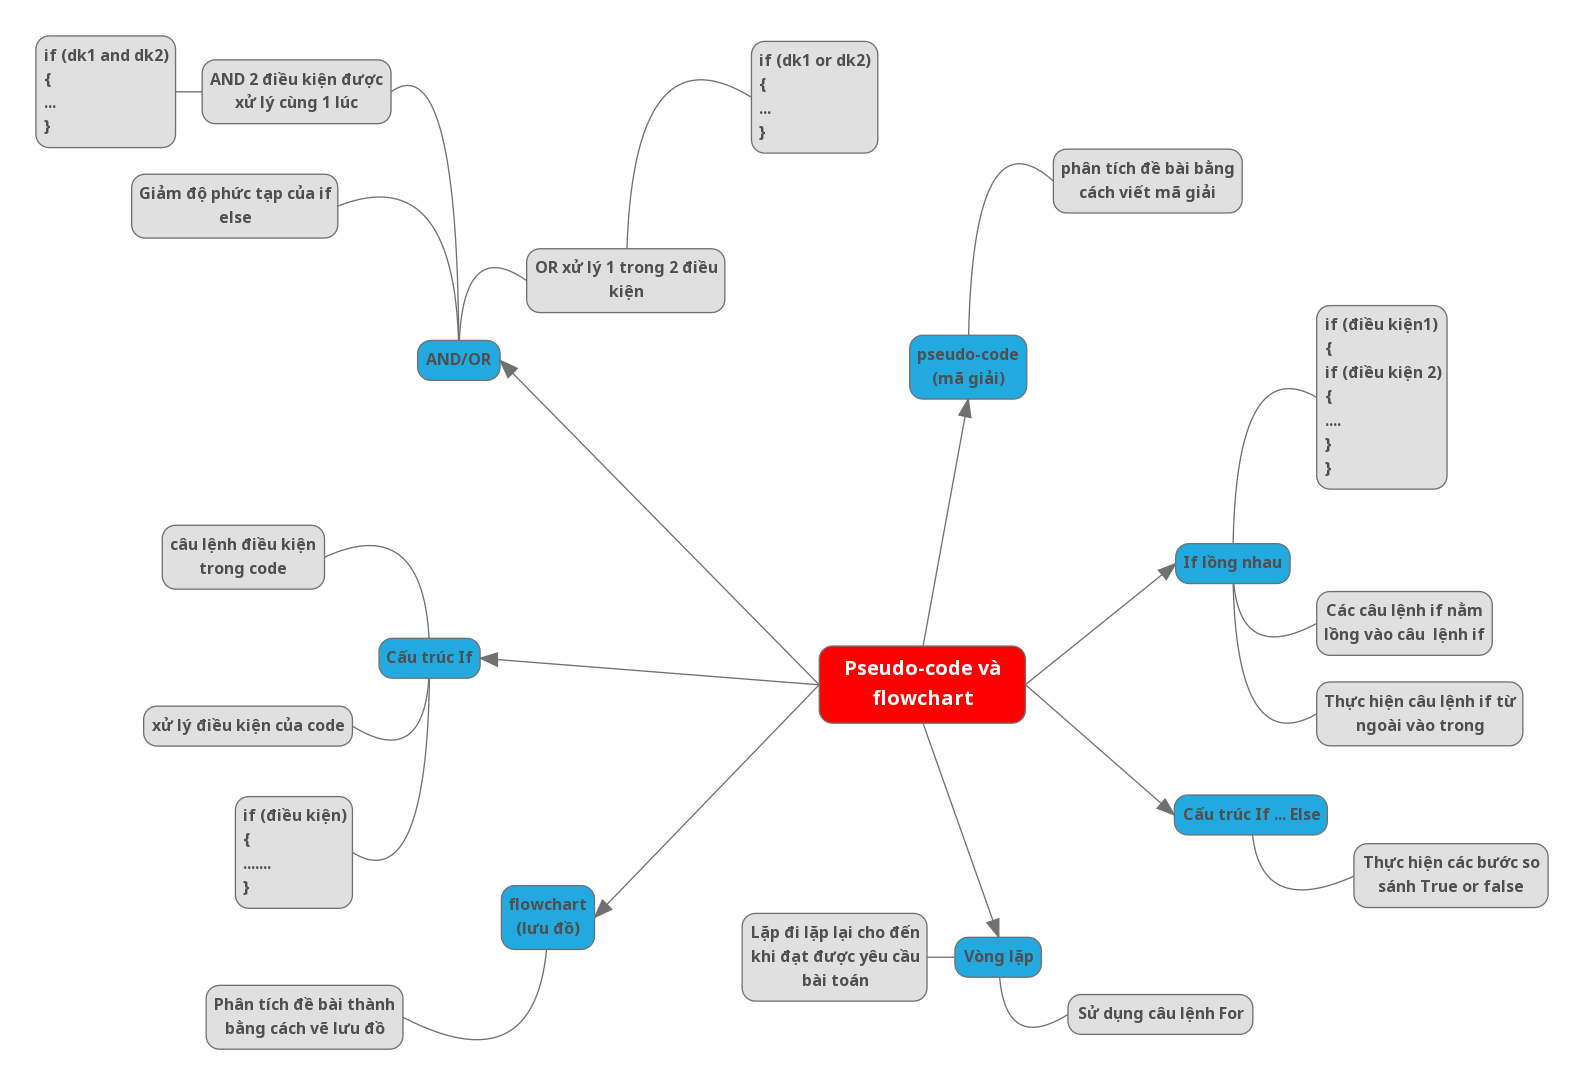 if (dk1 and dk2)
{
...
}
AND 2 điều kiện được
xử lý cùng 1 lúc
Giảm độ phức tạp của if
else
if (dk1 or dk2)
{
...
}
OR xử lý 1 trong 2 điều
kiện
AND/OR
phân tích đề bài bằng
cách viết mã giải
pseudo-code
(mã giải)
if (điều kiện1)
{
if (điều kiện 2)
{
....
}
}
If lồng nhau
Các câu lệnh if nằm
lồng vào câu  lệnh if
Thực hiện câu lệnh if từ
ngoài vào trong
câu lệnh điều kiện
trong code
Cấu trúc If
xử lý điều kiện của code
if (điều kiện)
{
.......
}
Pseudo-code và
flowchart
Cấu trúc If ... Else
Thực hiện các bước so
sánh True or false
flowchart
(lưu đồ)
Phân tích đề bài thành
bằng cách vẽ lưu đồ
Lặp đi lặp lại cho đến
khi đạt được yêu cầu
bài toán
Vòng lặp
Sử dụng câu lệnh For